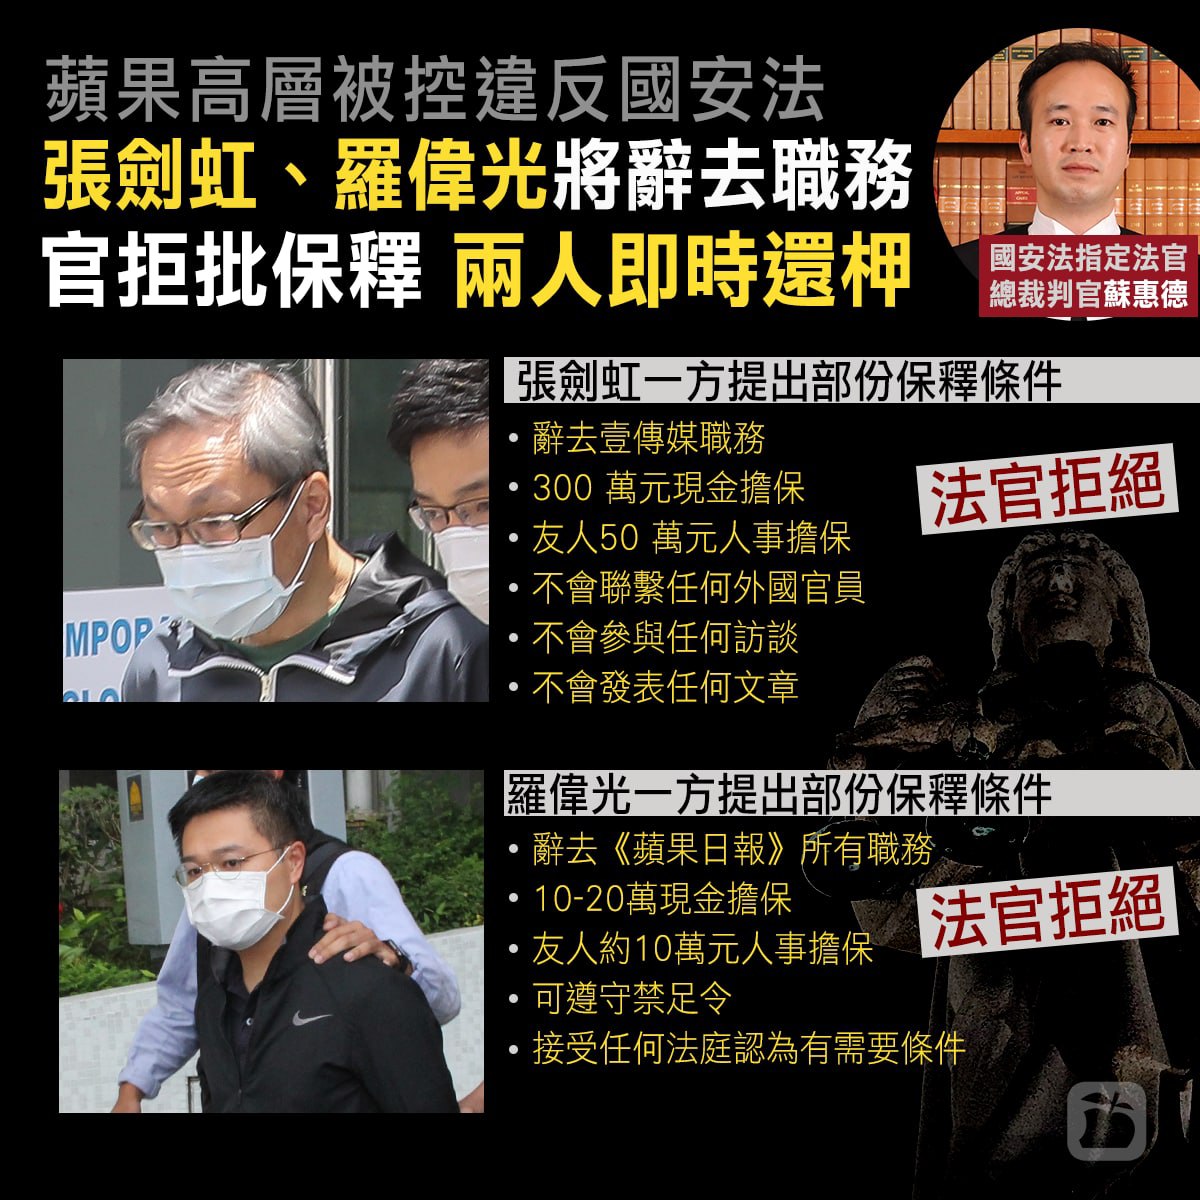 蘋果高層被控違反國安法
張劍虹、羅偉光將辭去職務
官拒批保釋 兩人即時還柙
國安法指定法官
總裁判官蘇惠德
張劍虹一方提出部份保釋條件
• 辭去壹傳媒職務
• 300 萬元現金擔保
• 友人50 萬元人事擔保
• 不會聯繫任何外國官員
• 不會參與任何訪談
• 不會發表任何文章
法官拒絕
MPOR
羅偉光一方提出部份保釋條件
• 辭去《蘋果日報》所有職務
• 10-20萬現金擔保
• 友人約10萬元人事擔保
• 可遵守禁足令
• 接受任何法庭認為有需要條件
法官拒絕